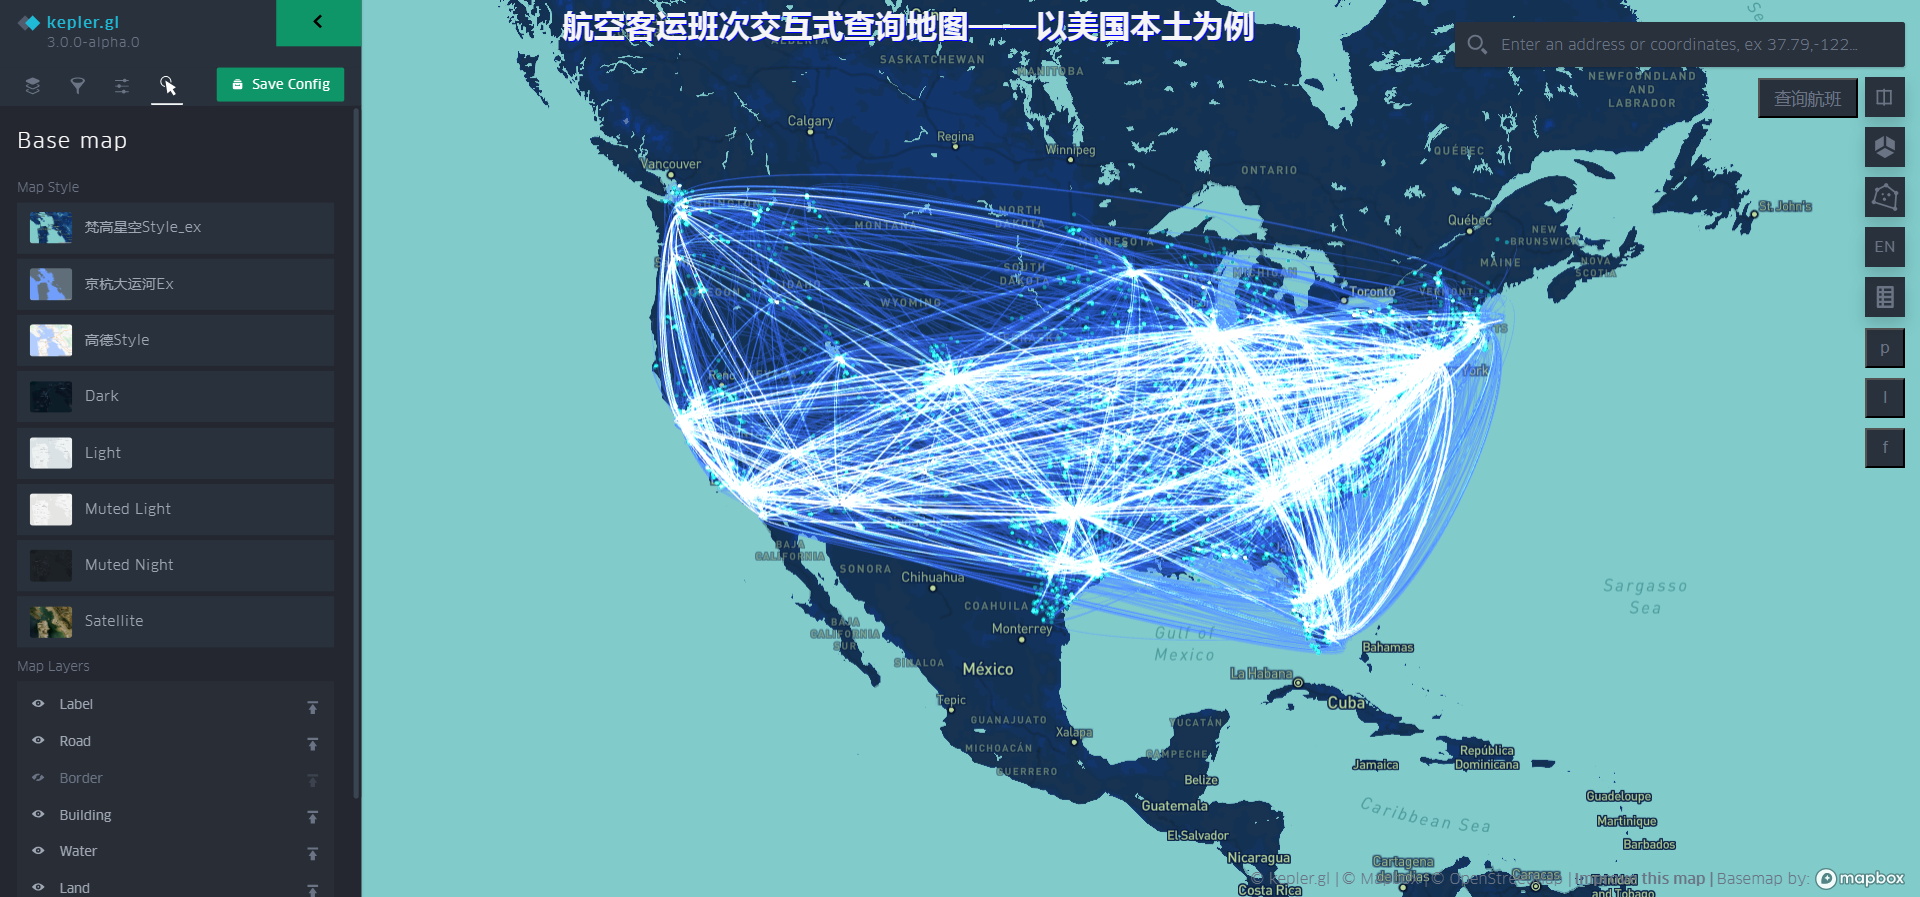 kepler.gl
3.0.0-alpha.0
Save Config
Base map
Map Style
梵高星空Style_ex
京杭大运河Ex
高德Style
Dark
Light
Muted Light
Muted Night
Satellite
Map Layers
Label
Road
Border
Building
Water
Land
航空客运班次交互式查询地图——以美国本土为例
Enter an address or coordinates, ex 37.79,-122...
查询航班
EN
p
l
f
ALBERTA
SASKATCHEWAN
MANITOBA
NEWFOUNDLAND
AND
LABRADOR
Calgary
Regina
Winnipeg
Vancouver
ONTARIO
QUÉBEC
St. John's
Québec
NEW
BRUNSWICK
MAINE
NOVA
SCOTIA
MONTANA
NORTH
DAKOTA
MINNESOTA
SOUTH
DAKOTA
MICHIGAN
IDAHO
WYOMING
Toronto
VERMONT
Reno
York
BAJA
CALIFORNIA
SONORA
Chihuahua
COAHUILA
Monterrey
BAJA
CALIFORNIA
SUR
SINALOA
México
Gulf of
Mexico
Sargasso
Sea
Bahamas
La Habana
Cuba
Tepic
GUANAJUATO
YUCATÁN
Xalapa
MICHOACÁN
CAMPECHE
GUERRERO
Belize
Jamaica
República
Dominicana
Guatemala
Caribbean Sea
Guadeloupe
Martinique
Barbados
El Salvador
Nicaragua
Cartagena
de Indias
Caracas
Costa Rica
Trinidad
and Tobago
© kepler.gl | © Mapbox | © OpenStreetMap | Improve this map | Basemap by: mapbox